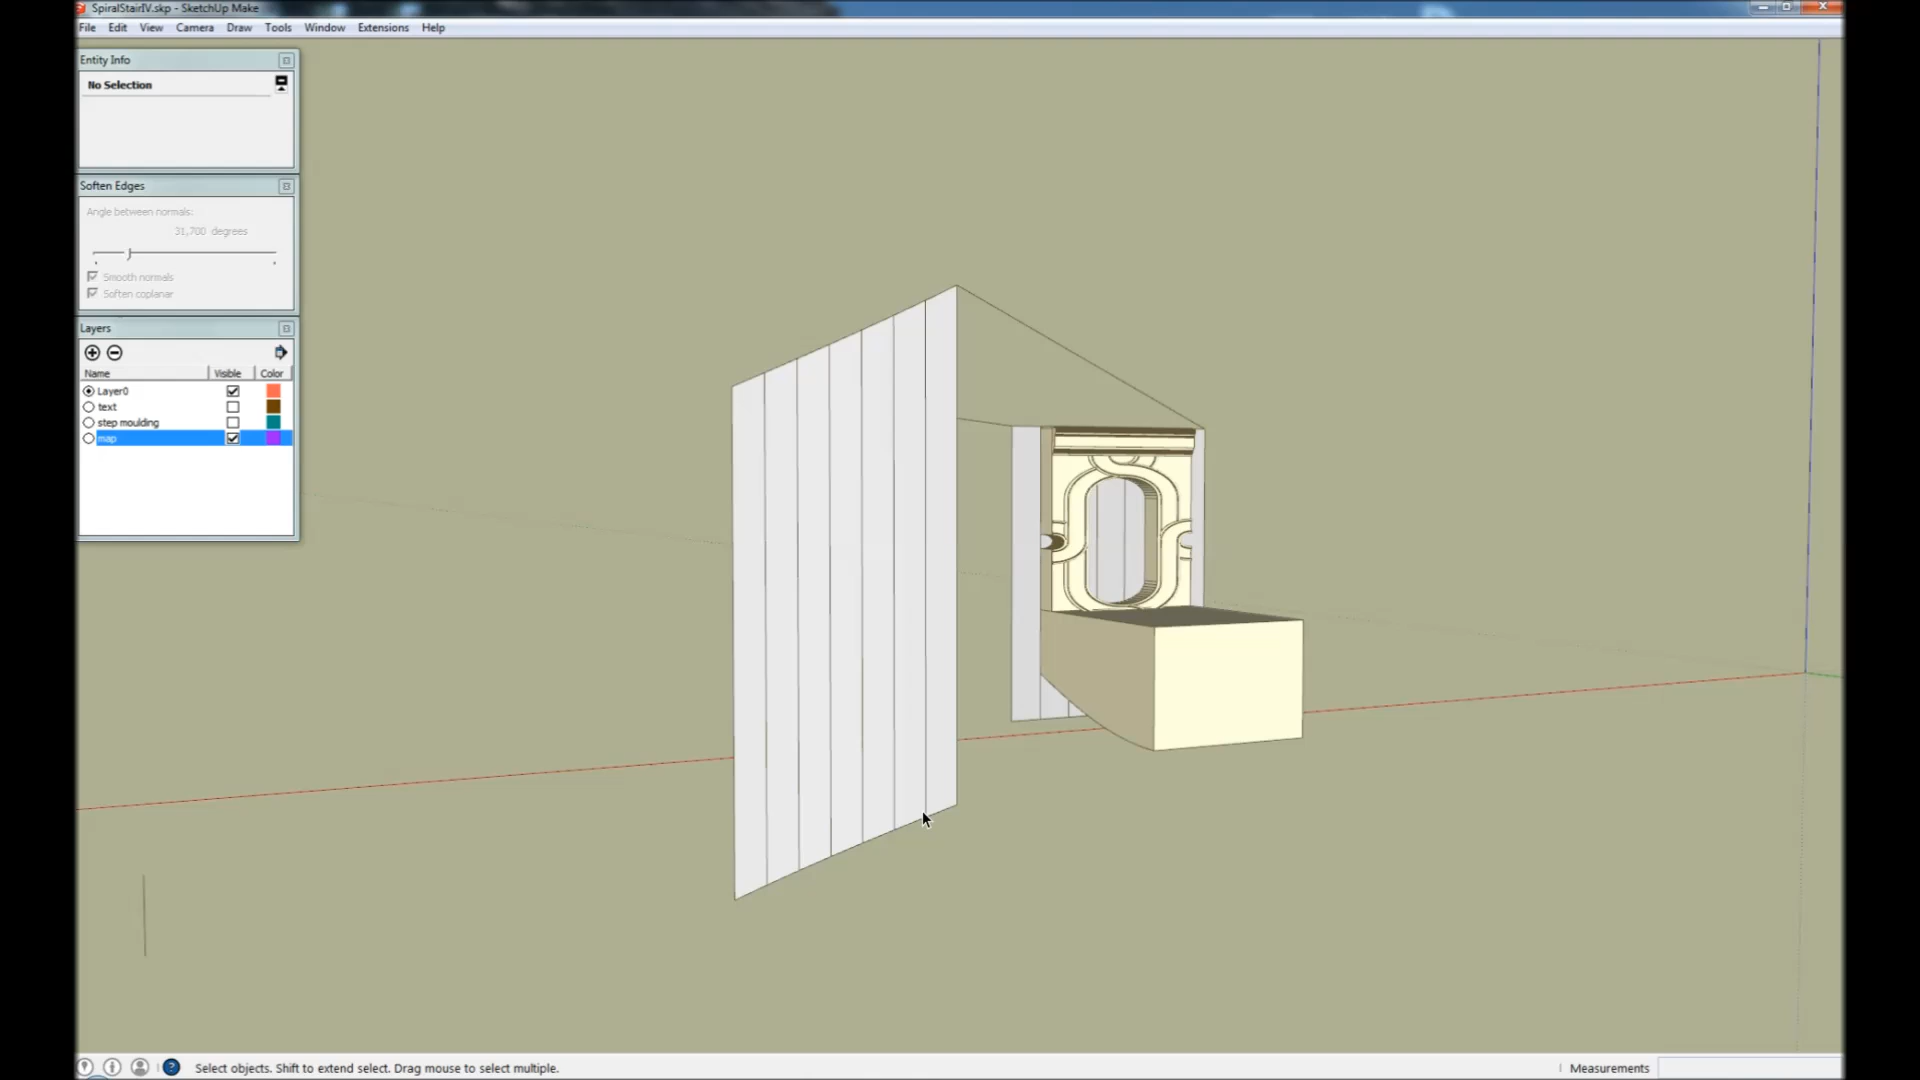 SpiralStairIV.skp - SketchUp Make
File Edit View Camera Draw Tools Window Extensions Help
Entity Info
No Selection
Soften Edges
Angle between normals:
31,700 degrees
Smooth normals
Soften coplanar
Layers
Name Visible Color
Layer0
text
step moulding
map
Select objects. Shift to extend select. Drag mouse to select multiple.
Measurements